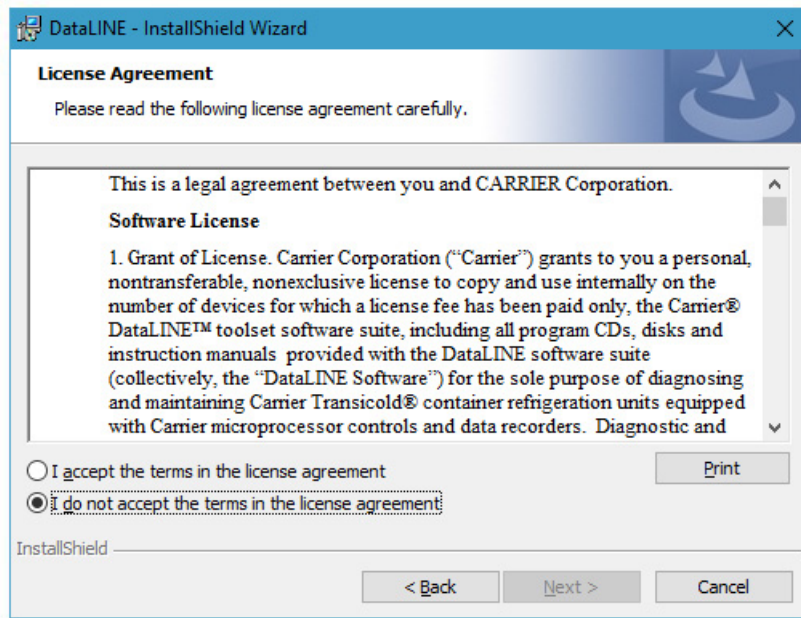 DataLINE - InstallShield Wizard
License Agreement
Please read the following license agreement carefully.
This is a legal agreement between you and CARRIER Corporation.
Software License
1. Grant of License. Carrier Corporation (“Carrier”) grants to you a personal,
nontransferable, nonexclusive license to copy and use internally on the
number of devices for which a license fee has been paid only, the Carrier®
DataLINE™ toolset software suite, including all program CDs, disks and
instruction manuals provided with the DataLINE software suite
(collectively, the “DataLINE Software”) for the sole purpose of diagnosing
and maintaining Carrier Transicold® container refrigeration units equipped
with Carrier microprocessor controls and data recorders. Diagnostic and
I accept the terms in the license agreement
Print
I do not accept the terms in the license agreement
InstallShield
< Back
Next >
Cancel